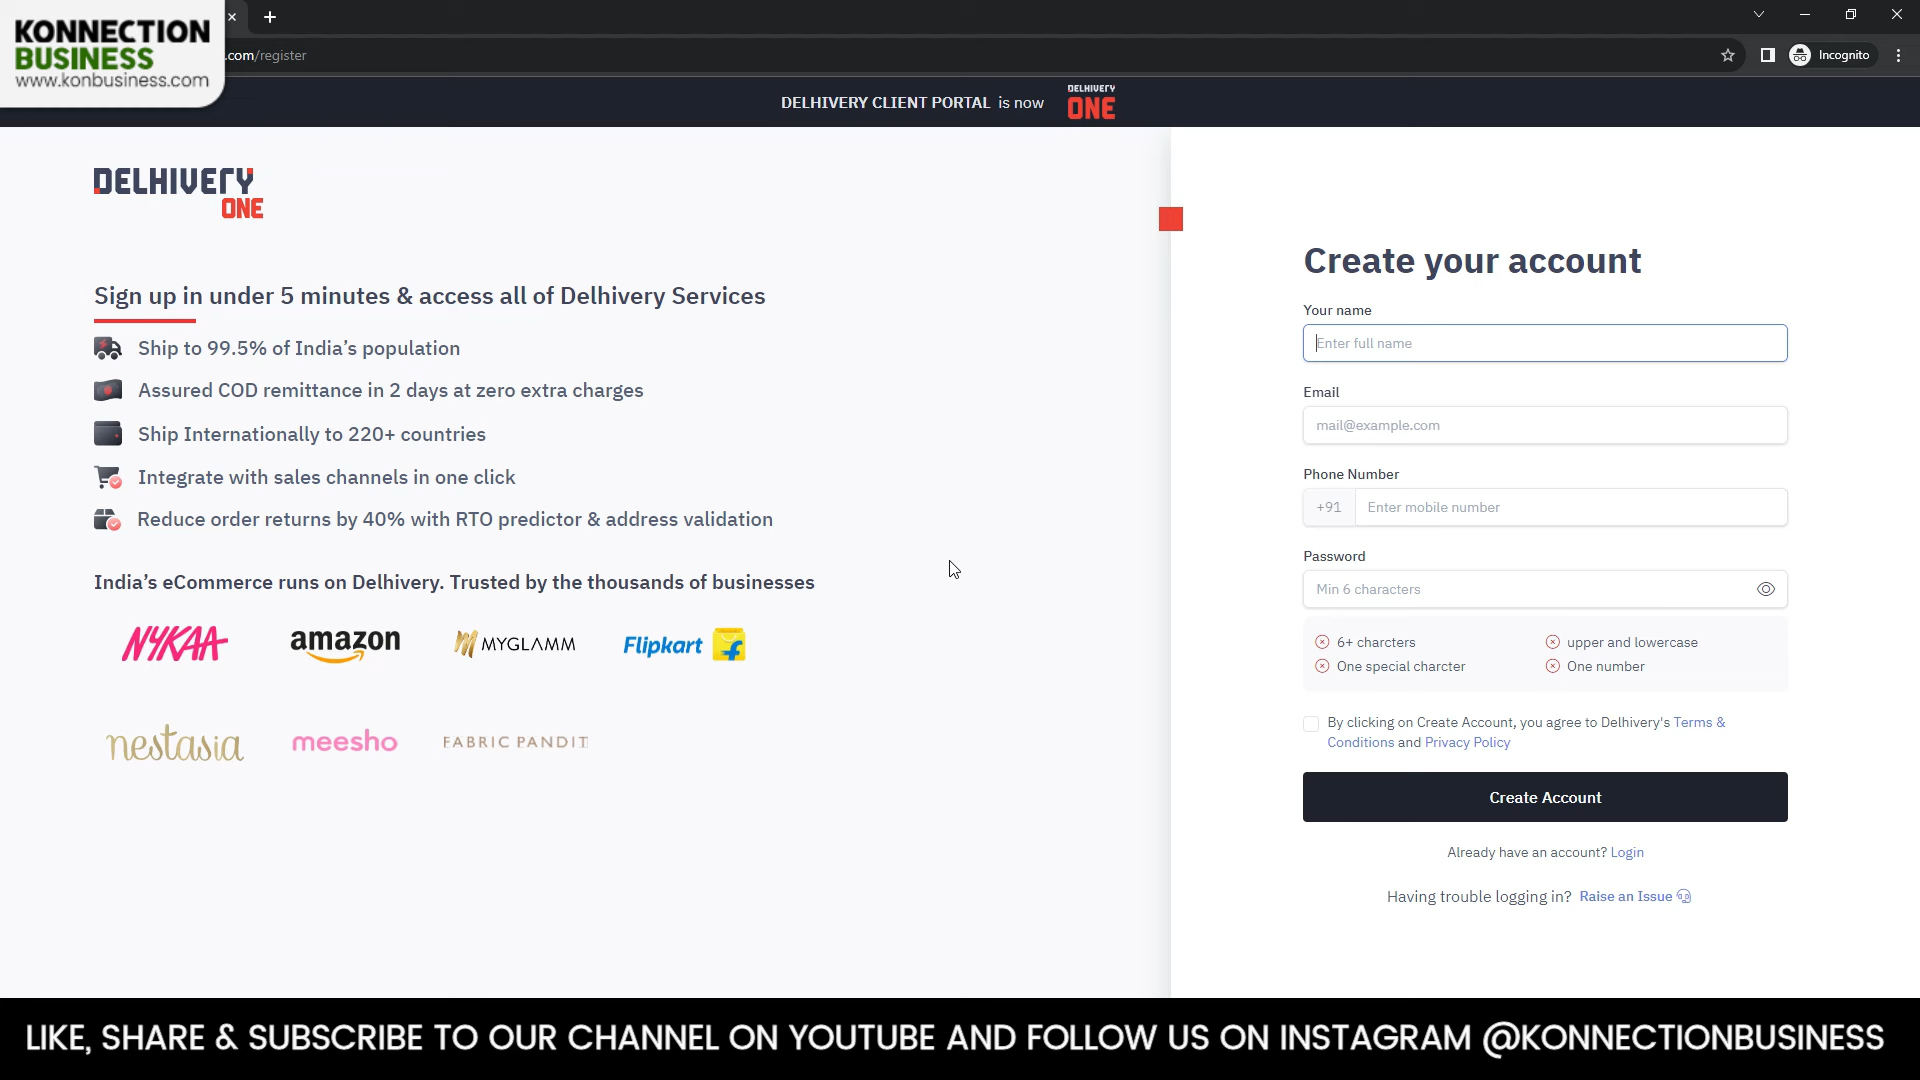 KONNECTION
BUSINESS
www.konbusiness.com
.com/register
Incognito
DELHIVERY CLIENT PORTAL is now
DELHIVERY
ONE
DELHIVERY
ONE
Sign up in under 5 minutes & access all of Delhivery Services
Ship to 99.5% of India’s population
Assured COD remittance in 2 days at zero extra charges
Ship Internationally to 220+ countries
Integrate with sales channels in one click
Reduce order returns by 40% with RTO predictor & address validation
India’s eCommerce runs on Delhivery. Trusted by the thousands of businesses
NYKAA amazon MYGLAMM Flipkart
nestasia meesho FABRIC PANDIT
Create your account
Your name
Enter full name
Email
mail@example.com
Phone Number
+91 Enter mobile number
Password
Min 6 characters
6+ charcters upper and lowercase
One special charcter One number
By clicking on Create Account, you agree to Delhivery's Terms &
Conditions and Privacy Policy
Create Account
Already have an account? Login
Having trouble logging in? Raise an Issue
LIKE, SHARE & SUBSCRIBE TO OUR CHANNEL ON YOUTUBE AND FOLLOW US ON INSTAGRAM @KONNECTIONBUSINESS